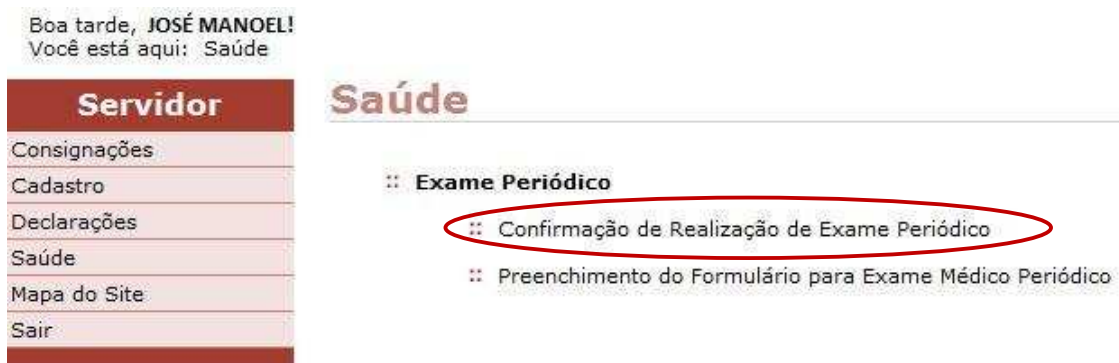 Boa tarde, JOSÉ MANOEL!
Você está aqui: Saúde
Servidor
Consignações
Cadastro
Declarações
Saúde
Mapa do Site
Sair
Saúde
Exame Periódico
Confirmação de Realização de Exame Periódico
Preenchimento do Formulário para Exame Médico Periódico